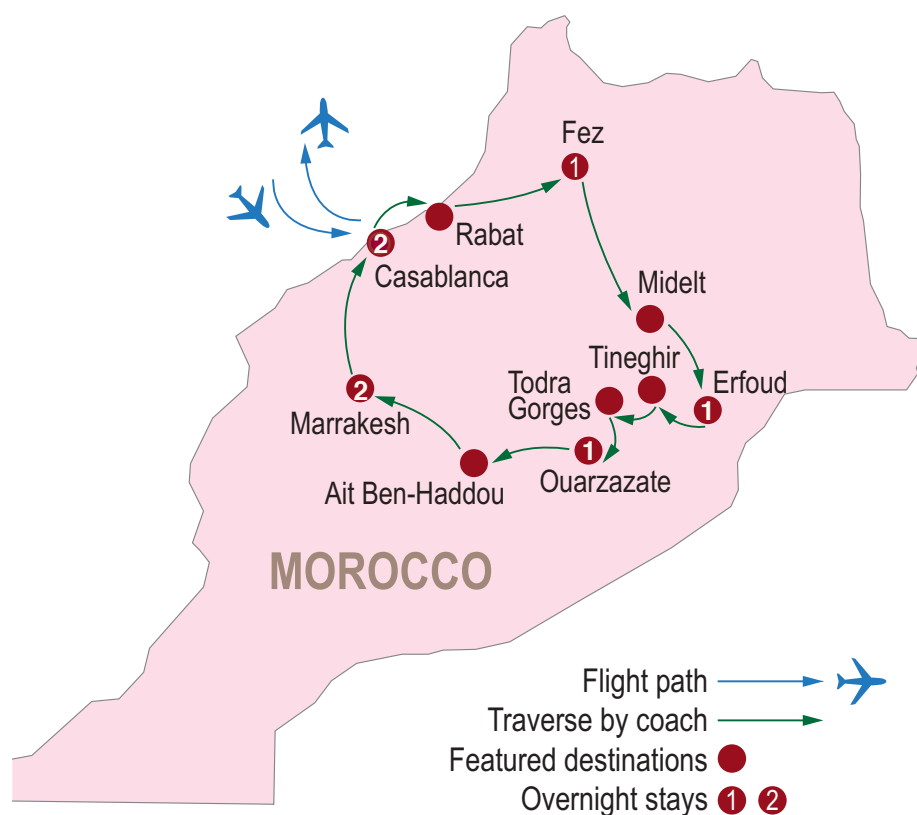 Fez
1
Rabat
2
Casablanca
Midelt
Tineghir
Erfoud
1
Todra
Gorges
2
Marrakesh
1
Ouarzazate
Ait Ben-Haddou
MOROCCO
Flight path
Traverse by coach
Featured destinations
Overnight stays 1 2